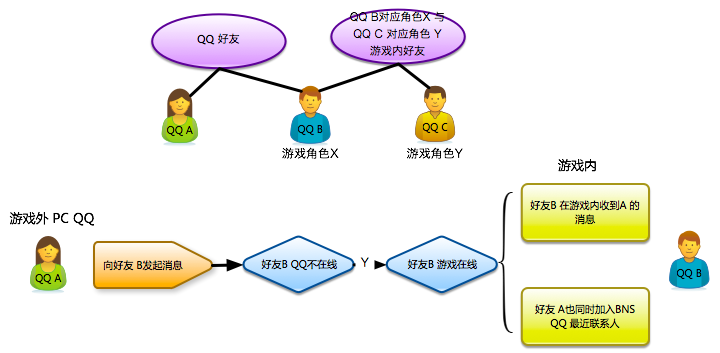 QQ 好友
QQ B对应角色X 与
QQ C 对应角色 Y
游戏内好友
QQ A
QQ B
QQ C
游戏角色X
游戏角色Y
游戏内
游戏外 PC QQ
QQ A
向好友 B发起消息
好友B QQ不在线
Y
好友B 游戏在线
好友B 在游戏内收到A 的
消息
QQ B
好友 A也同时加入BNS
QQ 最近联系人